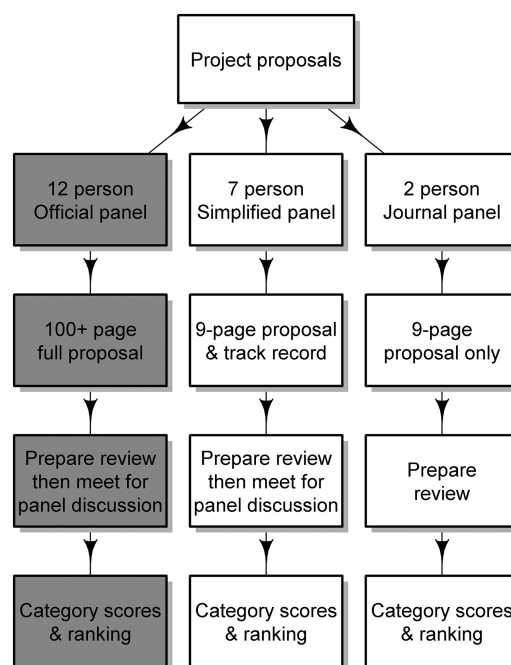 Project proposals
12 person
Official panel
7 person
Simplified panel
2 person
Journal panel
100+ page
full proposal
9-page proposal
& track record
9-page
proposal only
Prepare review
then meet for
panel discussion
Prepare review
then meet for
panel discussion
Prepare
review
Category scores
& ranking
Category scores
& ranking
Category scores
& ranking